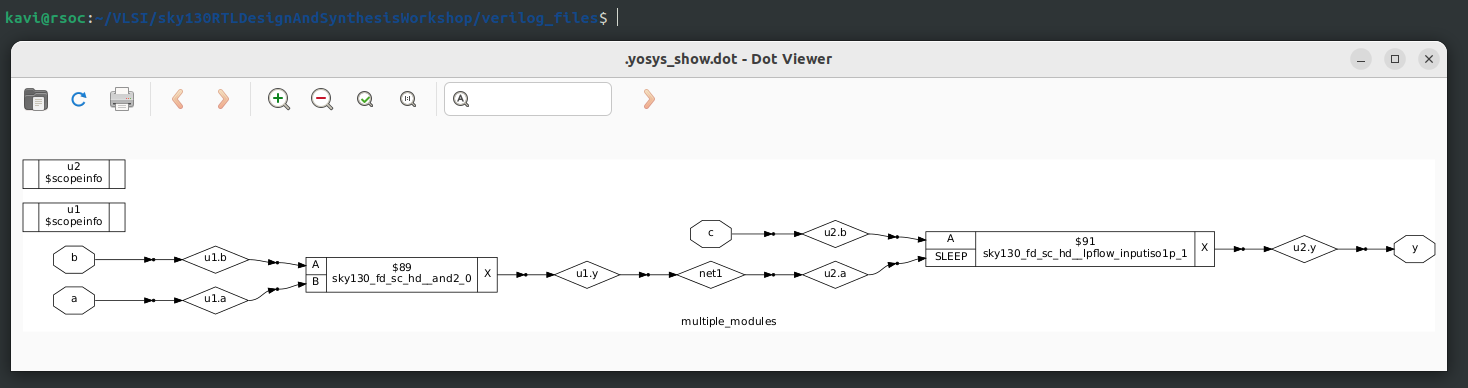 kavi@rsoc:~/VLSI/sky130RTLDesignAndSynthesisWorkshop/verilog_files$
.yosys_show.dot - Dot Viewer
u2
$scopeinfo
u1
$scopeinfo
b
a
u1.b
u1.a
A
B
$89
sky130_fd_sc_hd__and2_0
X
u1.y
net1
c
u2.b
u2.a
A
SLEEP
$91
sky130_fd_sc_hd__lpflow_inputiso1p_1
X
u2.y
y
multiple_modules